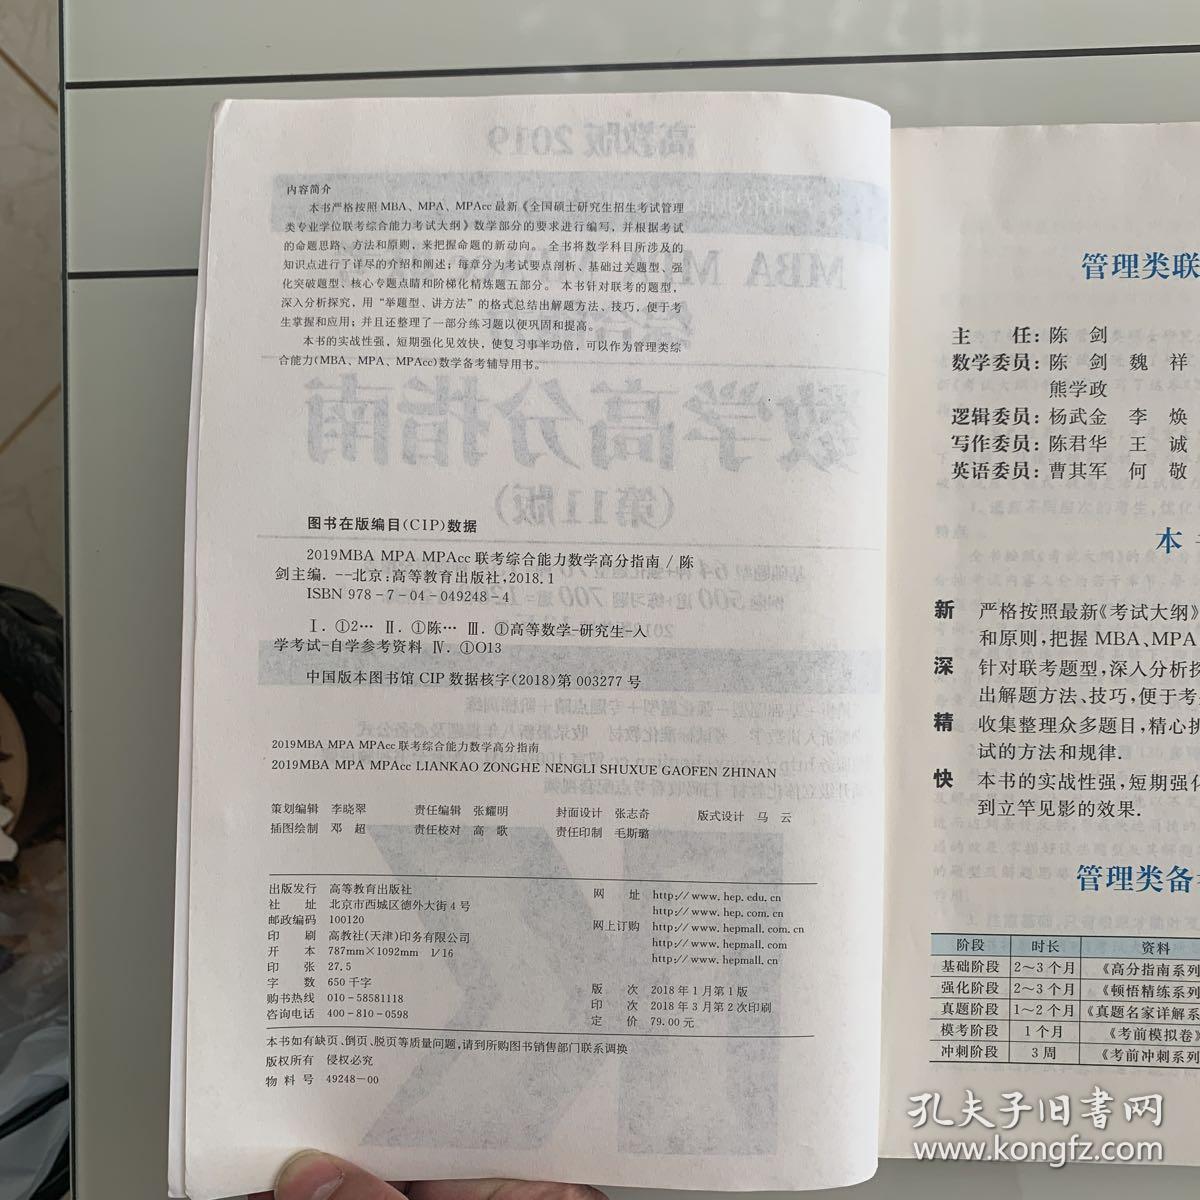 内容简介
本书严格按照MBA、MPA、MPAcc最新《全国硕士研究生招生考试管理
类专业学位联考综合能力考试大纲》数学部分的要求进行编写，并根据考试
的命题思路、方法和原则，来把握命题的新动向。全书将数学科目所涉及的
知识点进行了详尽的介绍和阐述；每章分为考试要点剖析、基础过关题型、强
化突破题型、核心专题点睛和阶梯化精炼题五部分。本书针对联考的题型，
深入分析探究，用“举题型、讲方法”的格式总结出解题方法、技巧，便于考
生掌握和应用；并且还整理了一部分练习题以便巩固和提高。
本书的实战性强，短期强化见效快，使复习事半功倍，可以作为管理类综
合能力(MBA、MPA、MPAcc)数学备考辅导用书。
图书在版编目(CIP)数据
2019MBA MPA MPAcc联考综合能力数学高分指南 / 陈
剑主编. --北京:高等教育出版社,2018.1
ISBN 978-7-04-049248-4
Ⅰ. ①2… Ⅱ. ①陈… Ⅲ. ①高等数学-研究生-入
学考试-自学参考资料 Ⅳ. ①O13
中国版本图书馆CIP数据核字(2018)第003277号
2019MBA MPA MPAcc联考综合能力数学高分指南
2019MBA MPA MPAcc LIANKAO ZONGHE NENGLI SHUXUE GAOFEN ZHINAN
策划编辑 李晓翠 责任编辑 张耀明 封面设计 张志奇 版式设计 马 云
插图绘制 邓 超 责任校对 高 歌 责任印制 毛斯璐
出版发行 高等教育出版社
社 址 北京市西城区德外大街4号
邮政编码 100120
印 刷 高教社(天津)印务有限公司
开 本 787mm×1092mm 1/16
印 张 27.5
字 数 650千字
购书热线 010-58581118
咨询电话 400-810-0598
网 址 http://www.hep.edu.cn
http://www.hep.com.cn
网上订购 http://www.hepmall.com.cn
http://www.hepmall.com
http://www.hepmall.cn
版 次 2018年1月第1版
印 次 2018年3月第2次印刷
定 价 79.00元
本书如有缺页、倒页、脱页等质量问题,请到所购图书销售部门联系调换
版权所有 侵权必究
物 料 号 49248-00
管理类联
主 任: 陈 剑
数学委员: 陈 剑 魏 祥
熊学政
逻辑委员: 杨武金 李 焕
写作委员: 陈君华 王 诚
英语委员: 曹其军 何 敬
本
新 严格按照最新《考试大纲》
和原则,把握MBA、MPA
深 针对联考题型,深入分析探
出解题方法、技巧,便于考
精 收集整理众多题目,精心挑
试的方法和规律.
快 本书的实战性强,短期强化
到立竿见影的效果.
管理类备考
阶段 时长 资料
基础阶段 2～3个月 《高分指南系列
强化阶段 2～3个月 《顿悟精练系列
真题阶段 1～2个月 《真题名家详解系
模考阶段 1个月 《考前模拟卷》
冲刺阶段 3周 《考前冲刺系列
孔夫子旧书网
www.kongfz.com